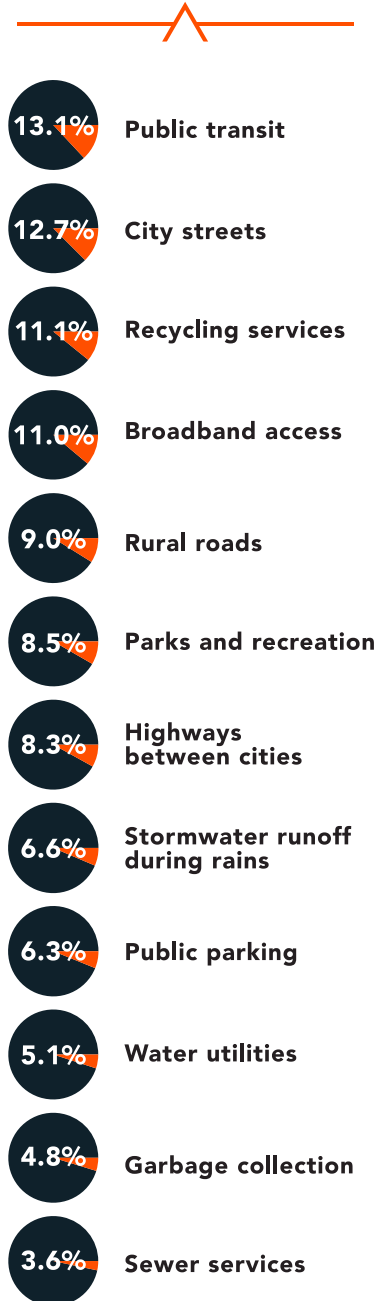 13.1% Public transit
12.7% City streets
11.1% Recycling services
11.0% Broadband access
9.0% Rural roads
8.5% Parks and recreation
8.3% Highways
between cities
6.6% Stormwater runoff
during rains
6.3% Public parking
5.1% Water utilities
4.8% Garbage collection
3.6% Sewer services